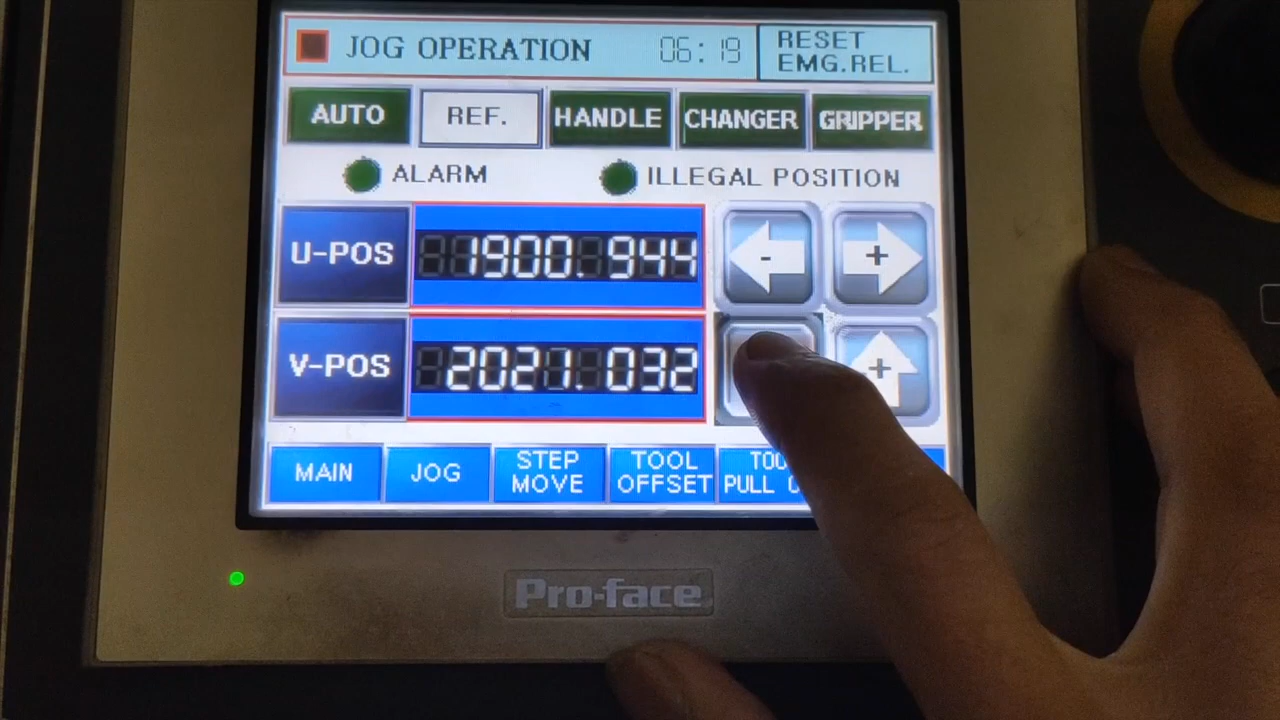 JOG OPERATION 06:19
RESET
EMG.REL.
AUTO REF. HANDLE CHANGER GRIPPER
ALARM ILLEGAL POSITION
U-POS 1900.944 - +
V-POS 2021.032 +
MAIN JOG STEP MOVE TOOL OFFSET PULL
Pro-face